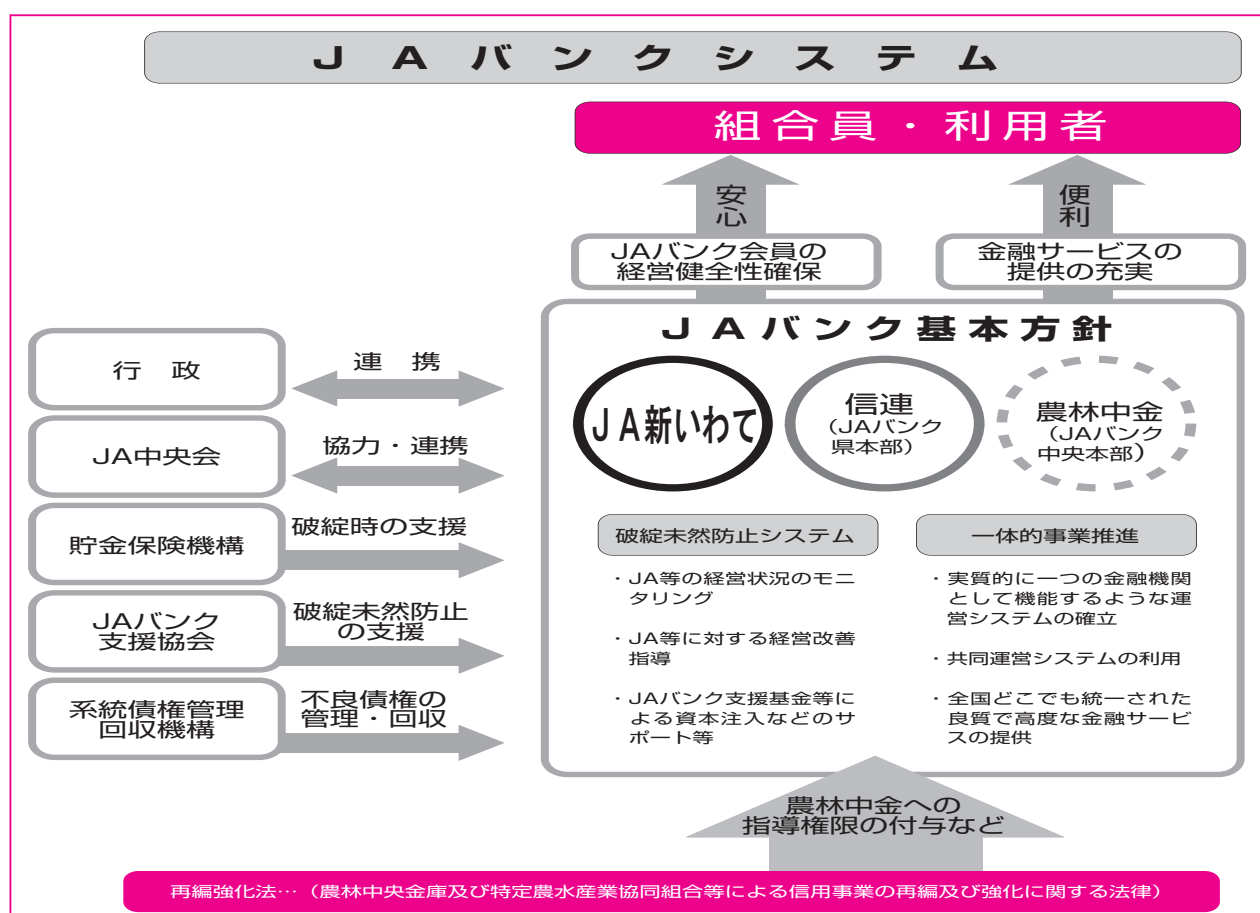 JAバンクシステム
組合員・利用者
安心
便利
JAバンク会員の
経営健全性確保
金融サービスの
提供の充実
JAバンク基本方針
行 政
連 携
JA中央会
協力・連携
貯金保険機構
破綻時の支援
JAバンク
支援協会
破綻未然防止
の支援
系統債権管理
回収機構
不良債権の
管理・回収
JA新いわて
信連
(JAバンク
県本部)
農林中金
(JAバンク
中央本部)
破綻未然防止システム
・JA等の経営状況のモニ
タリング
・JA等に対する経営改善
指導
・JAバンク支援基金等に
よる資本注入などのサ
ポート等
一体的事業推進
・実質的に一つの金融機関
として機能するような運
営システムの確立
・共同運営システムの利用
・全国どこでも統一された
良質で高度な金融サービ
スの提供
農林中金への
指導権限の付与など
再編強化法…（農林中央金庫及び特定農水産業協同組合等による信用事業の再編及び強化に関する法律）